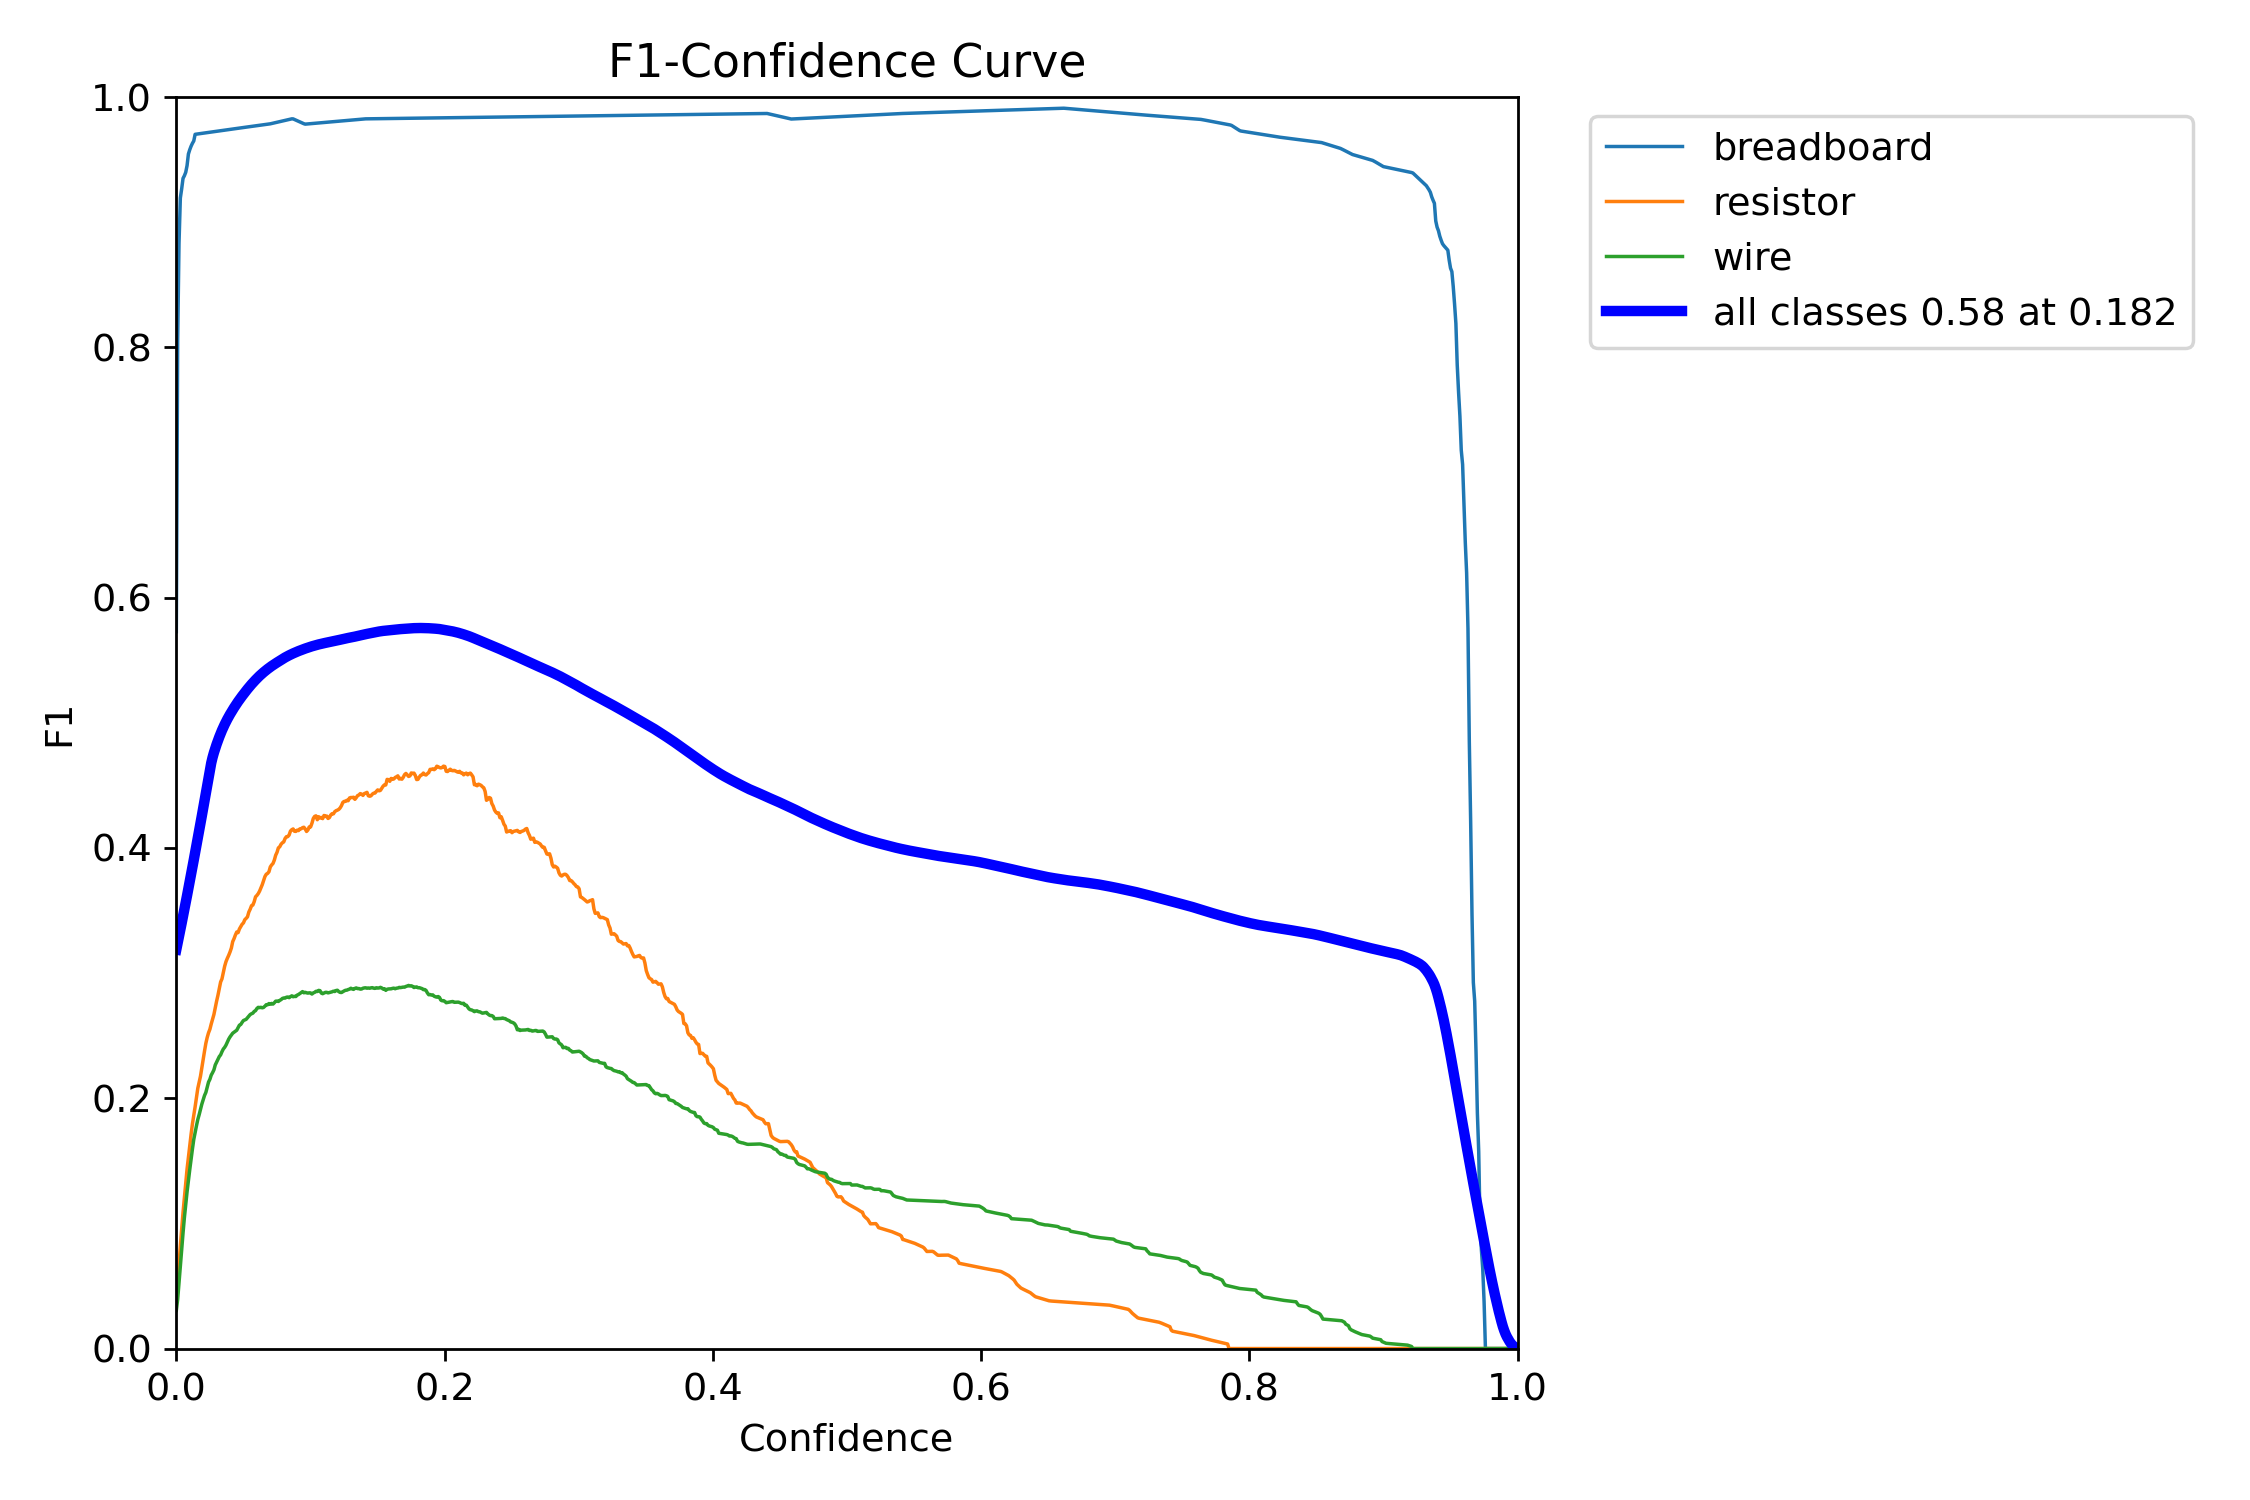 F1-Confidence Curve
1.0
0.8
0.6
0.4
0.2
0.0
F1
0.0 0.2 0.4 0.6 0.8 1.0
Confidence
breadboard
resistor
wire
all classes 0.58 at 0.182